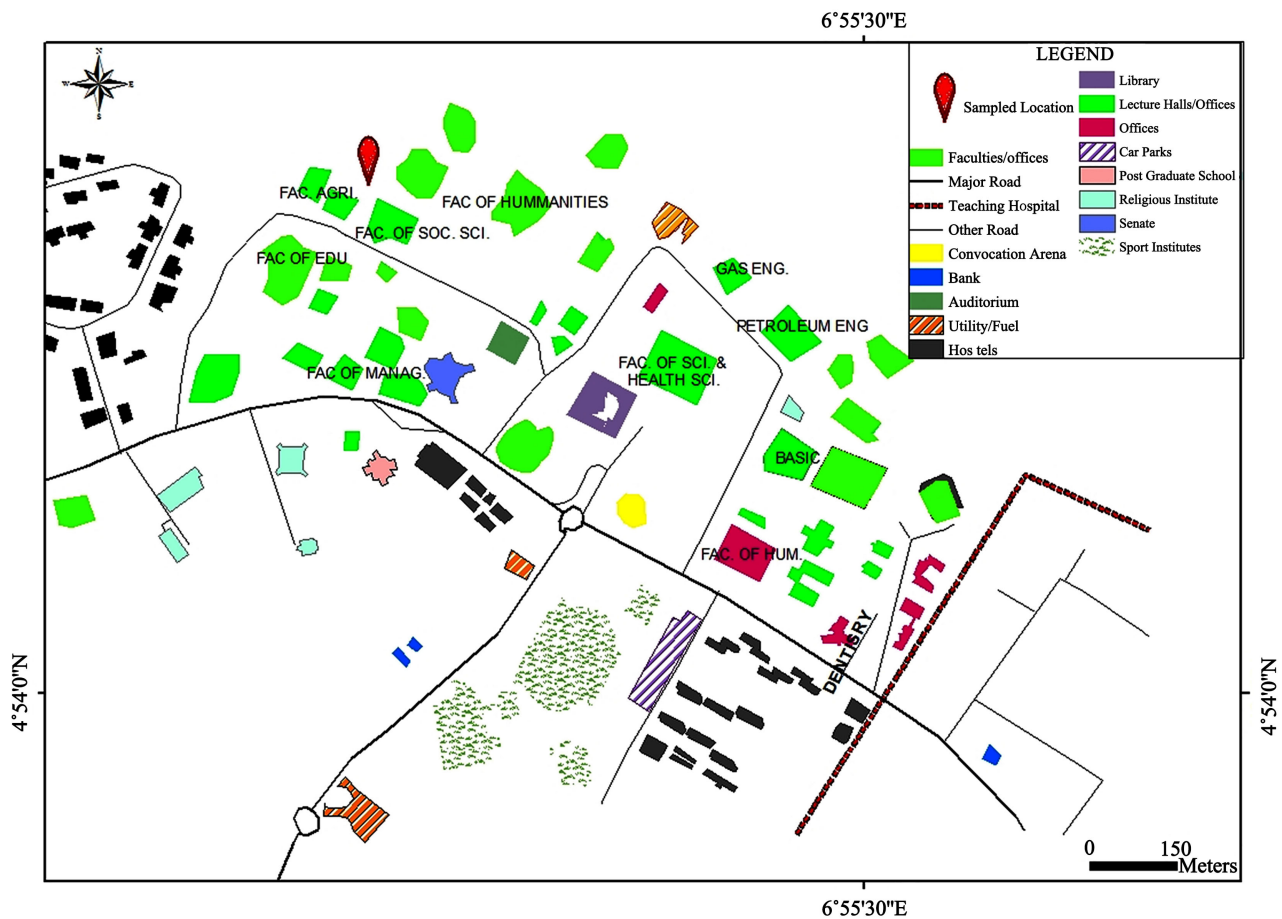 6°55'30"E
N
W E
S
LEGEND
Sampled Location
Faculties/offices
Major Road
Teaching Hospital
Other Road
Convocation Arena
Bank
Auditorium
Utility/Fuel
Hos tels
Library
Lecture Halls/Offices
Offices
Car Parks
Post Graduate School
Religious Institute
Senate
Sport Institutes
FAC. AGRI.
FAC OF HUMMANITIES
FAC. OF SOC. SCI.
FAC OF EDU
GAS ENG.
PETROLEUM ENG
FAC. OF SCI. &
HEALTH SCI.
FAC OF MANAG.
BASIC
FAC. OF HUM.
DENTISRY
4°54'0"N
4°54'0"N
0 150
Meters
6°55'30"E